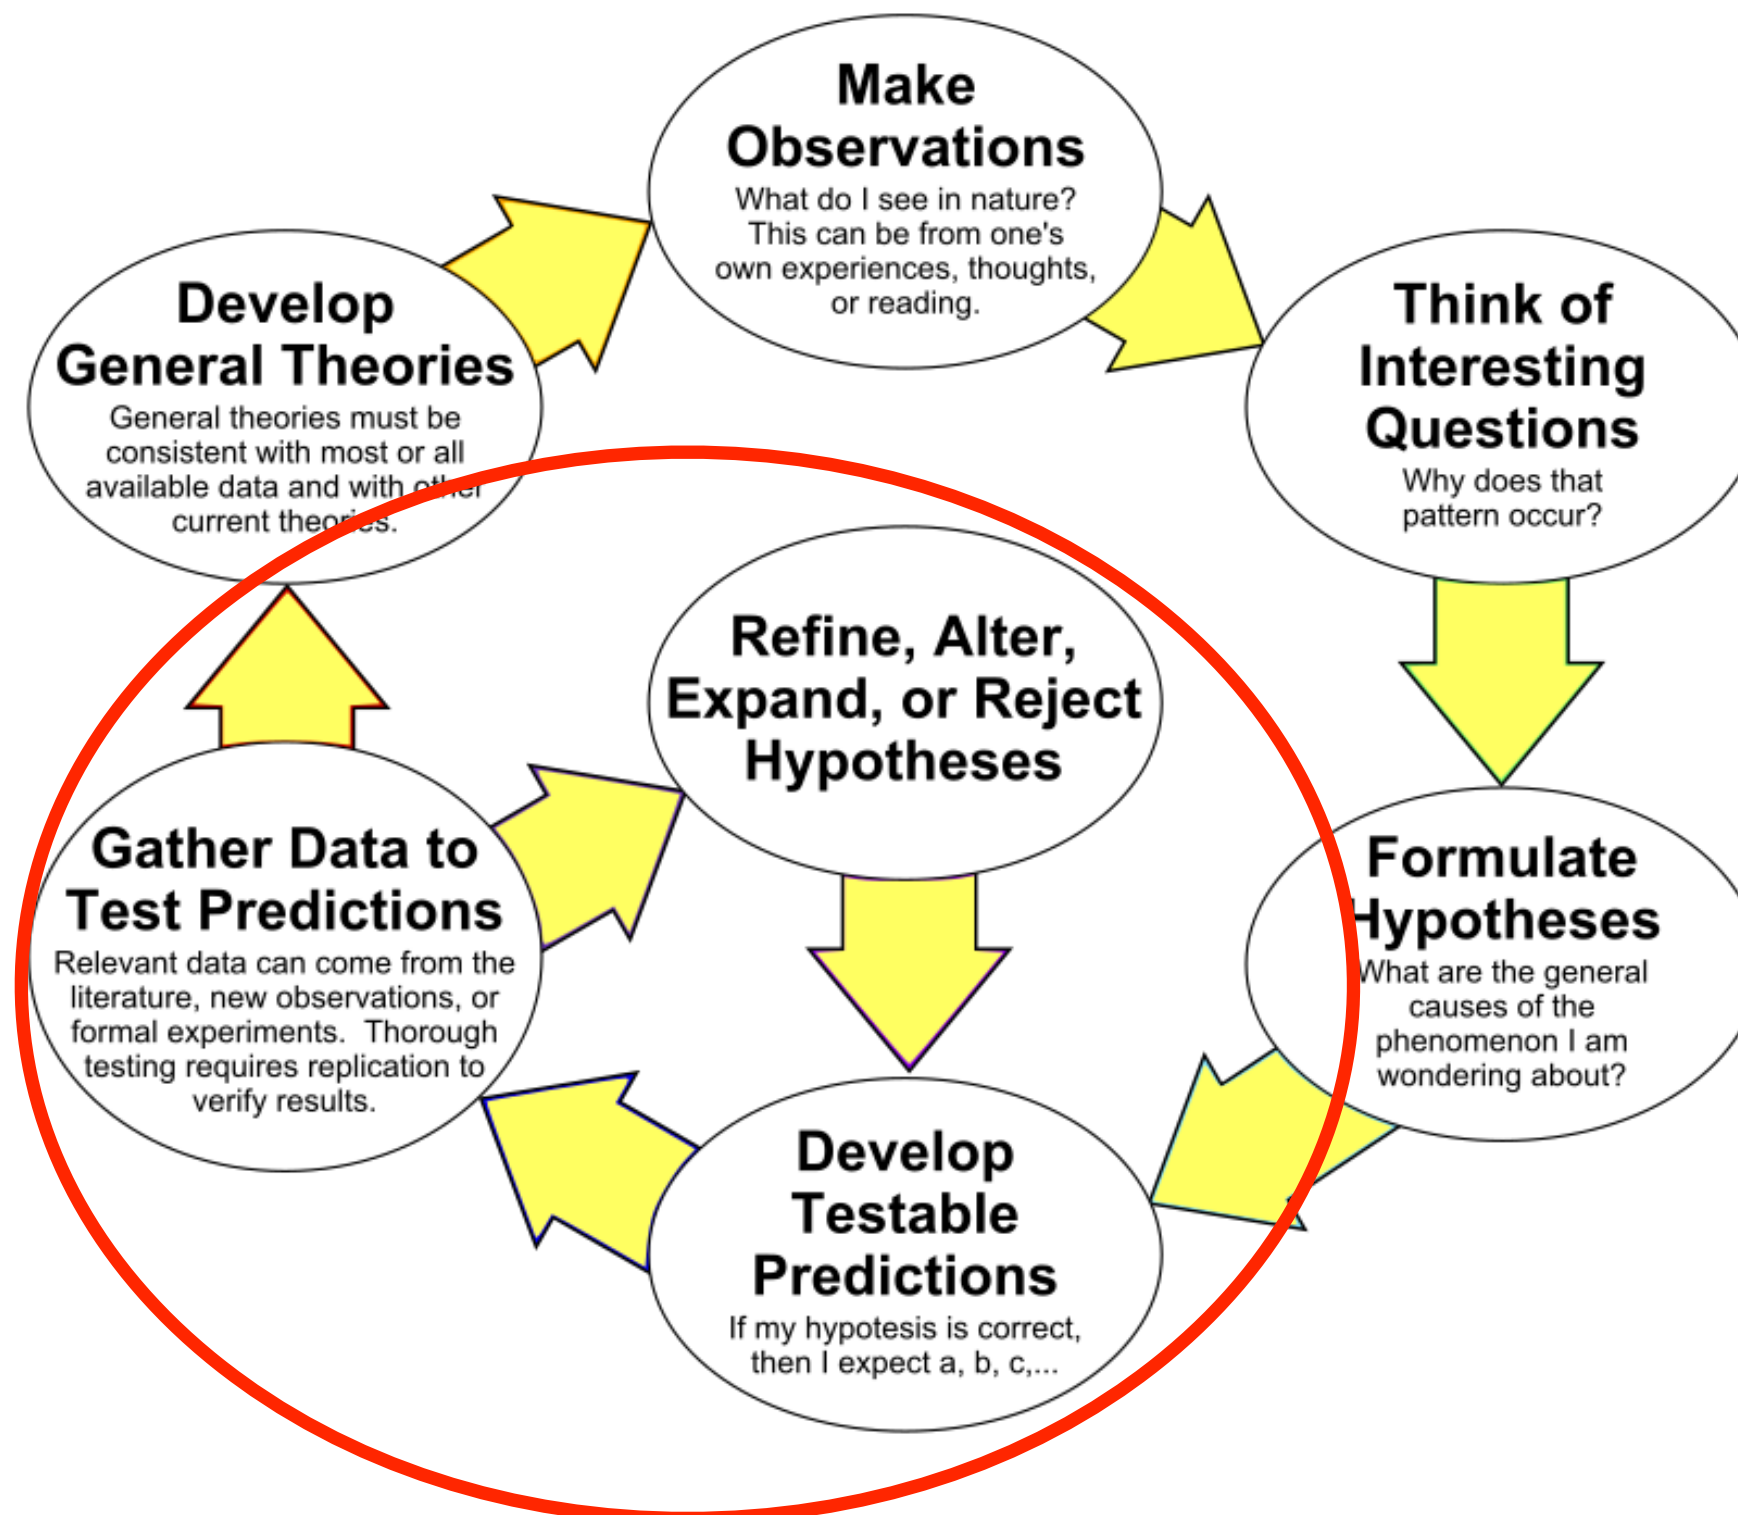 Make
Observations
What do I see in nature?
This can be from one's
own experiences, thoughts,
or reading.
Think of
Interesting
Questions
Why does that
pattern occur?
Formulate
Hypotheses
What are the general
causes of the
phenomenon I am
wondering about?
Develop
Testable
Predictions
If my hypotesis is correct,
then I expect a, b, c,...
Gather Data to
Test Predictions
Relevant data can come from the
literature, new observations, or
formal experiments.  Thorough
testing requires replication to
verify results.
Refine, Alter,
Expand, or Reject
Hypotheses
Develop
General Theories
General theories must be
consistent with most or all
available data and with other
current theories.